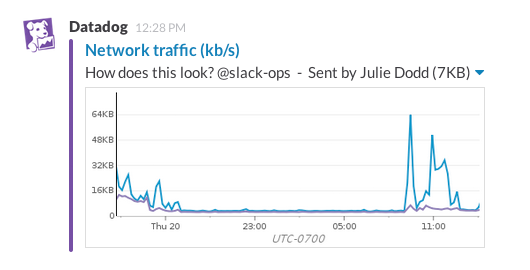 Datadog 12:28 PM
Network traffic (kb/s)
How does this look? @slack-ops - Sent by Julie Dodd (7KB)
64KB
48KB
32KB
16KB
0
Thu 20 23:00 05:00 11:00
UTC-0700